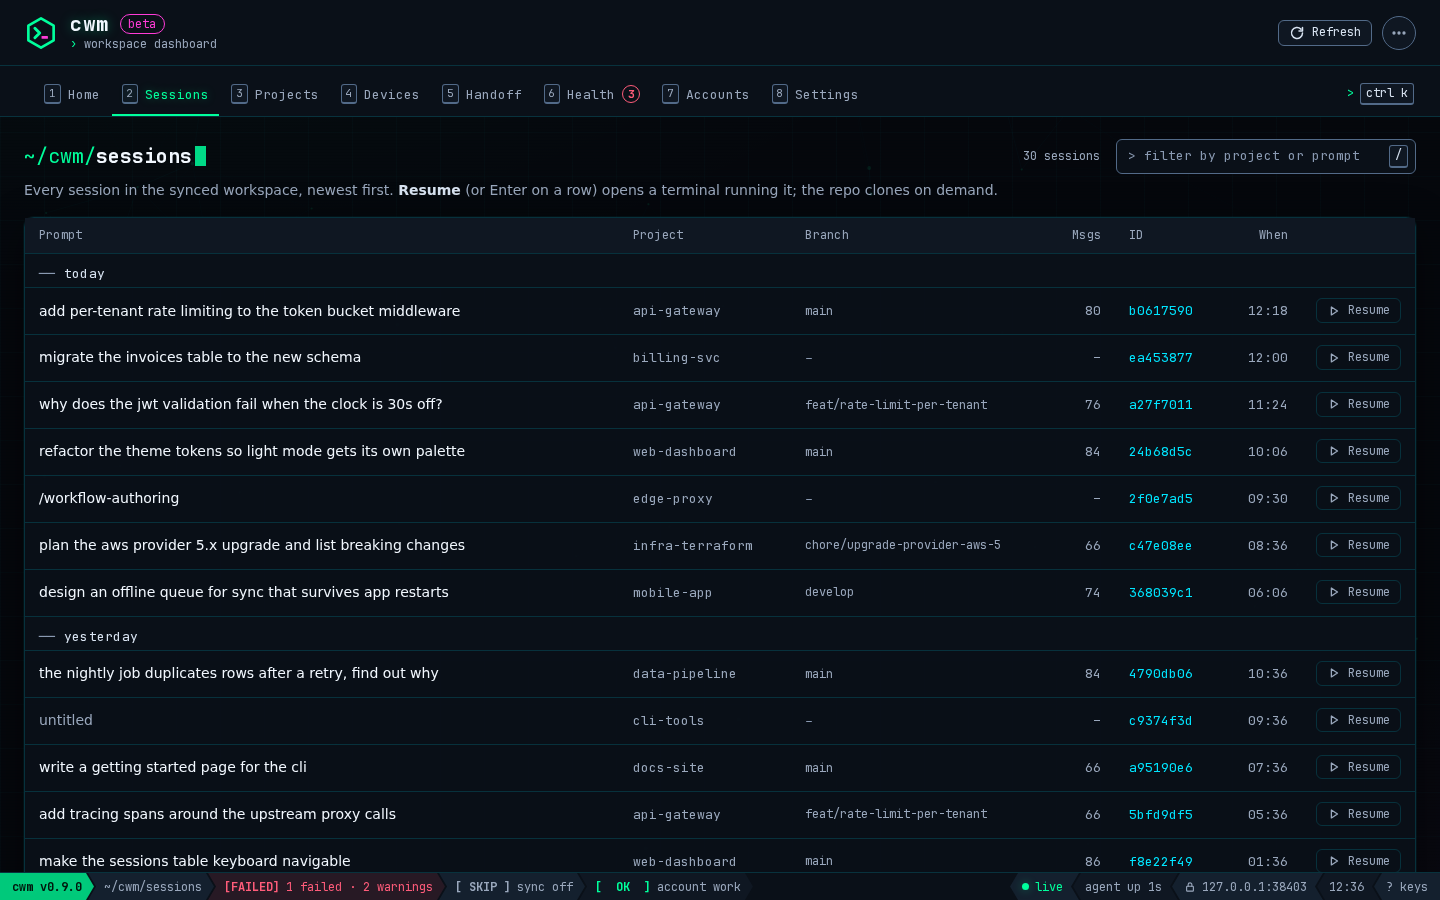 cwm beta
› workspace dashboard
Refresh
1 Home 2 Sessions 3 Projects 4 Devices 5 Handoff 6 Health 3 7 Accounts 8 Settings > ctrl k
~/cwm/sessions 30 sessions > filter by project or prompt /
Every session in the synced workspace, newest first. Resume (or Enter on a row) opens a terminal running it; the repo clones on demand.
Prompt Project Branch Msgs ID When
── today
add per-tenant rate limiting to the token bucket middleware api-gateway main 80 b0617590 12:18 Resume
migrate the invoices table to the new schema billing-svc – – ea453877 12:00 Resume
why does the jwt validation fail when the clock is 30s off? api-gateway feat/rate-limit-per-tenant 76 a27f7011 11:24 Resume
refactor the theme tokens so light mode gets its own palette web-dashboard main 84 24b68d5c 10:06 Resume
/workflow-authoring edge-proxy – – 2f0e7ad5 09:30 Resume
plan the aws provider 5.x upgrade and list breaking changes infra-terraform chore/upgrade-provider-aws-5 66 c47e08ee 08:36 Resume
design an offline queue for sync that survives app restarts mobile-app develop 74 368039c1 06:06 Resume
── yesterday
the nightly job duplicates rows after a retry, find out why data-pipeline main 84 4790db06 10:36 Resume
untitled cli-tools – – c9374f3d 09:36 Resume
write a getting started page for the cli docs-site main 66 a95190e6 07:36 Resume
add tracing spans around the upstream proxy calls api-gateway feat/rate-limit-per-tenant 66 5bfd9df5 05:36 Resume
make the sessions table keyboard navigable web-dashboard main 86 f8e22f49 01:36 Resume
cwm v0.9.0 ~/cwm/sessions [FAILED] 1 failed · 2 warnings [ SKIP ] sync off [ OK ] account work live agent up 1s 127.0.0.1:38403 12:36 ? keys